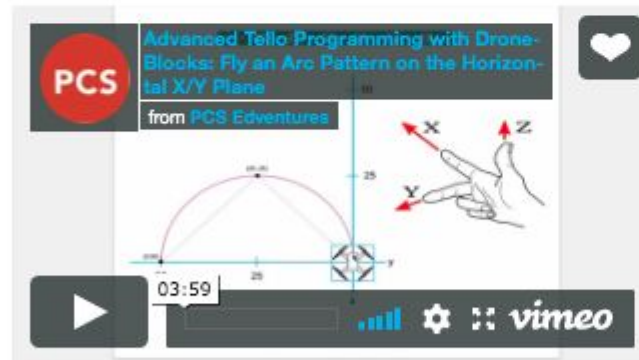 PCS
Advanced Tello Programming with Drone-
Blocks: Fly an Arc Pattern on the Horizon-
tal X/Y Plane
from PCS Edventures
X
Z
Y
25
y
25
03:59
vimeo